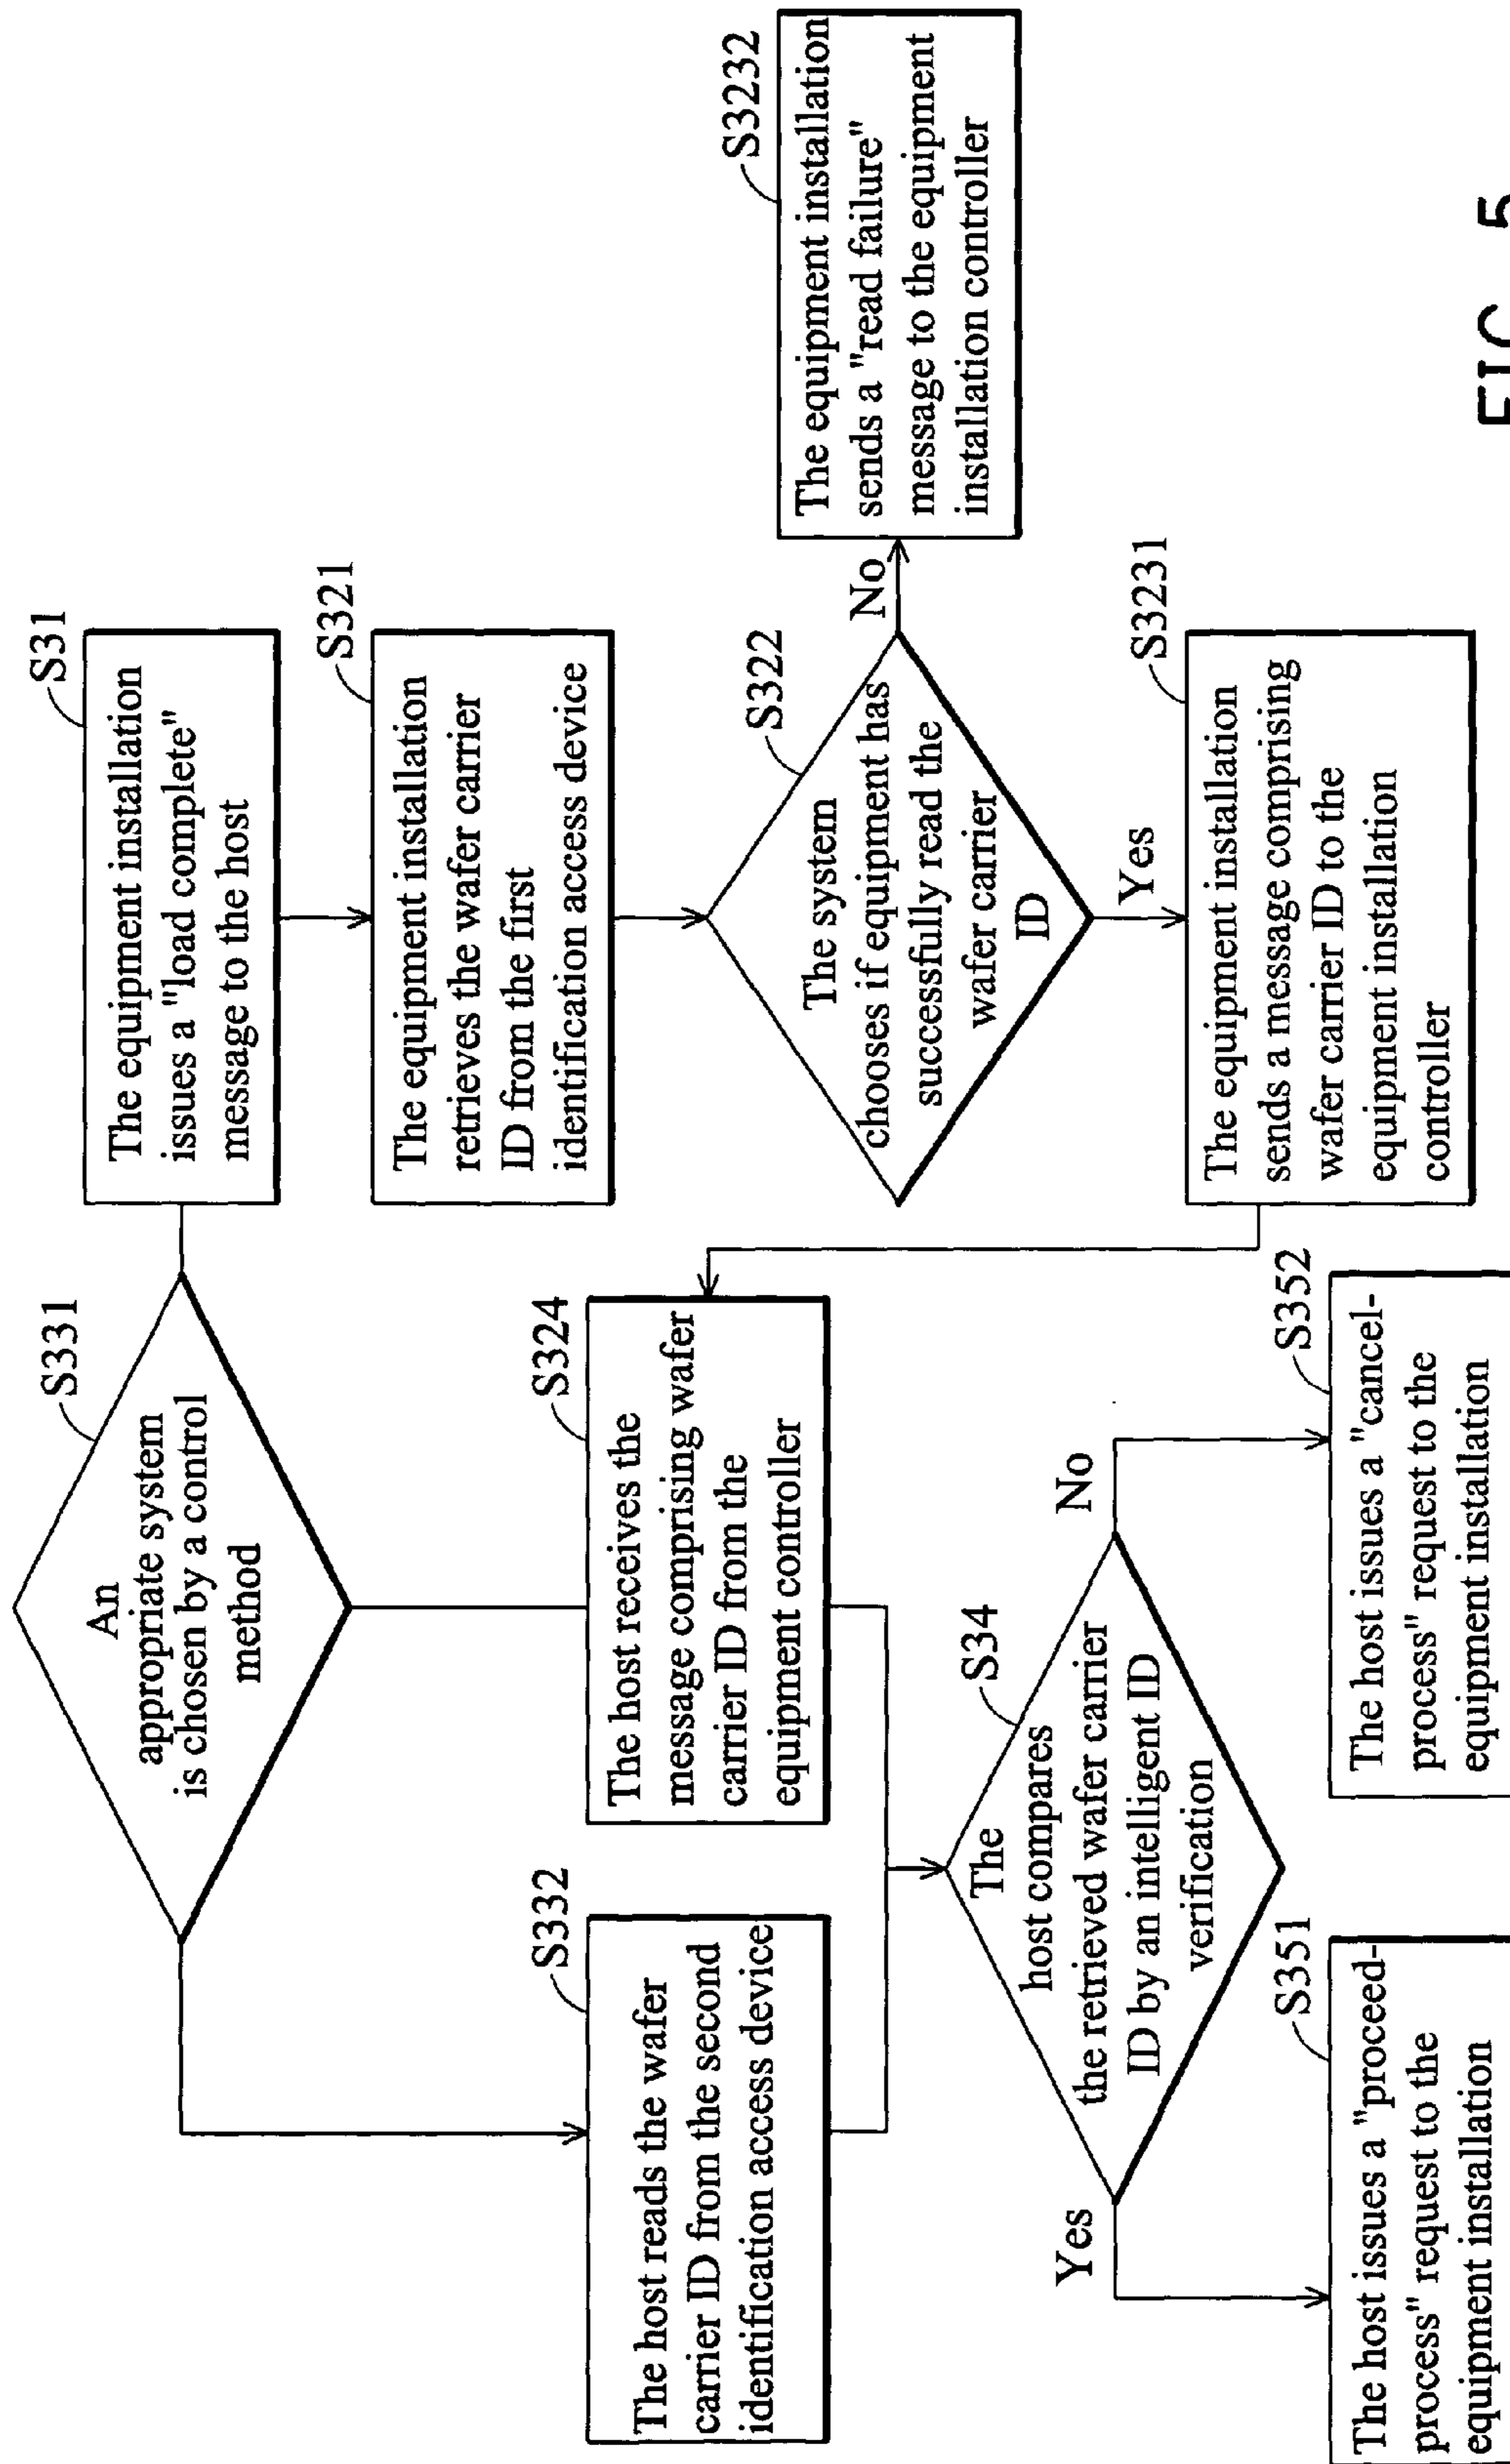 S331
An
appropriate system
is chosen by a control
method
S31
The equipment installation
issues a "load complete"
message to the host
S321
The equipment installation
retrieves the wafer carrier
ID from the first
identification access device
S332
The host reads the wafer
carrier ID from the second
identification access device
S324
The host receives the
message comprising wafer
carrier ID from the
equipment controller
S322
The system
chooses if equipment has
successfully read the
wafer carrier
ID
No
S3232
The equipment installation
sends a "read failure"
message to the equipment
installation controller
Yes
S3231
The equipment installation
sends a message comprising
wafer carrier ID to the
equipment installation
controller
S34
The
host compares
the retrieved wafer carrier
ID by an intelligent ID
verification
Yes
No
S351
The host issues a "proceed-
process" request to the
equipment installation
S352
The host issues a "cancel-
process" request to the
equipment installation
FIG. 5